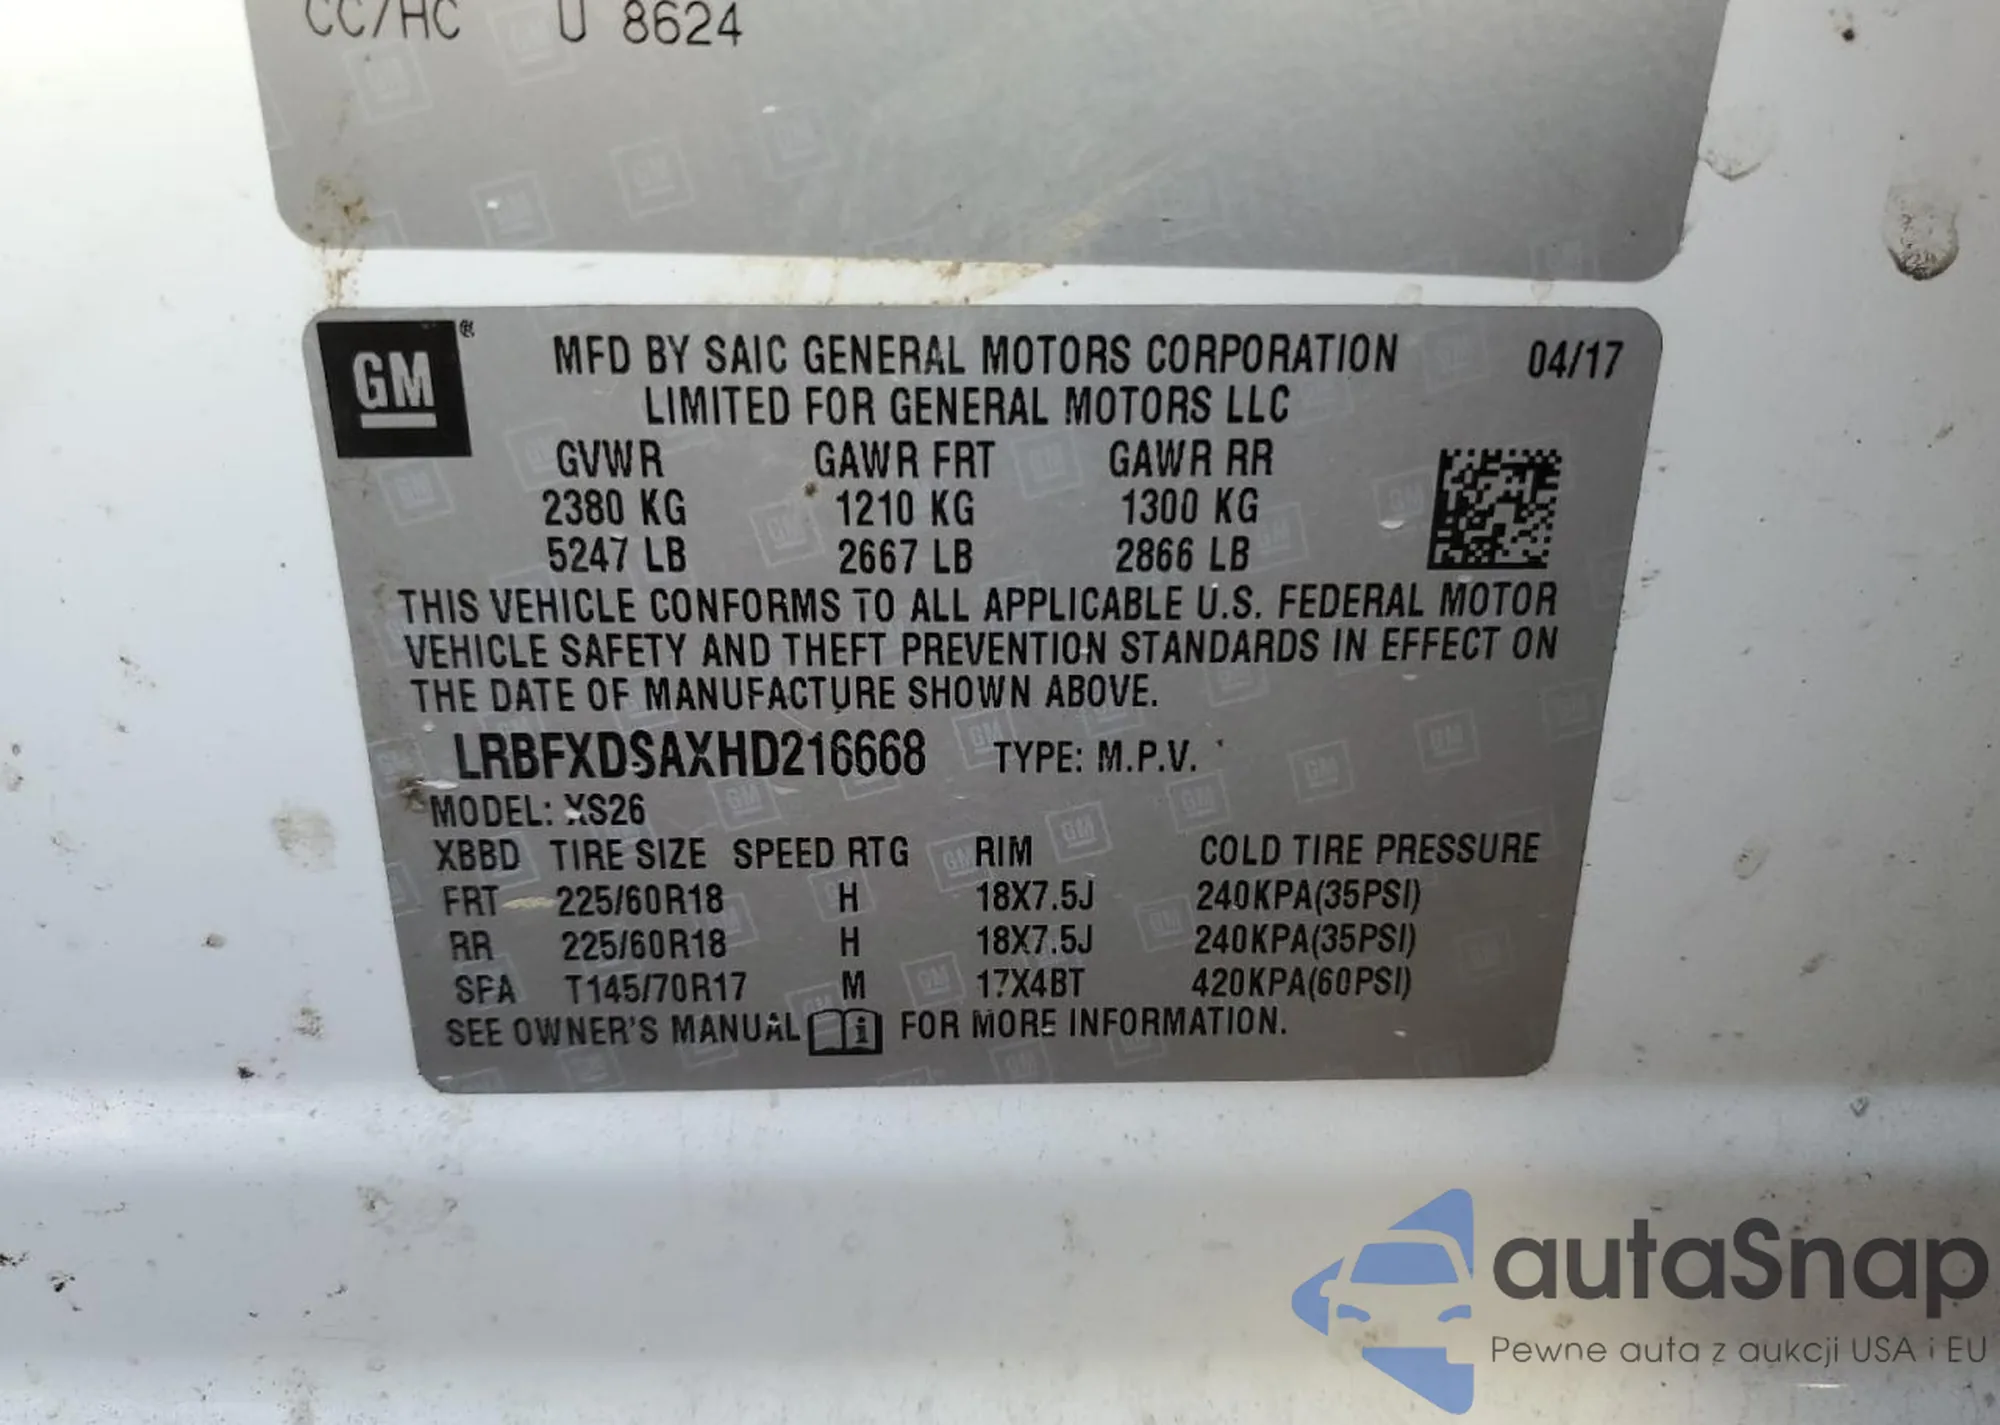 CC/HC U 8624
GM ®
MFD BY SAIC GENERAL MOTORS CORPORATION 04/17
LIMITED FOR GENERAL MOTORS LLC
GVWR GAWR FRT GAWR RR
2380 KG 1210 KG 1300 KG
5247 LB 2667 LB 2866 LB
THIS VEHICLE CONFORMS TO ALL APPLICABLE U.S. FEDERAL MOTOR
VEHICLE SAFETY AND THEFT PREVENTION STANDARDS IN EFFECT ON
THE DATE OF MANUFACTURE SHOWN ABOVE.
LRBFXDSAXHD216668 TYPE: M.P.V.
MODEL: XS26
XBBD TIRE SIZE SPEED RTG RIM COLD TIRE PRESSURE
FRT 225/60R18 H 18X7.5J 240KPA(35PSI)
RR 225/60R18 H 18X7.5J 240KPA(35PSI)
SPA T145/70R17 M 17X4BT 420KPA(60PSI)
SEE OWNER'S MANUAL i FOR MORE INFORMATION.
autaSnap
Pewne auta z aukcji USA i EU